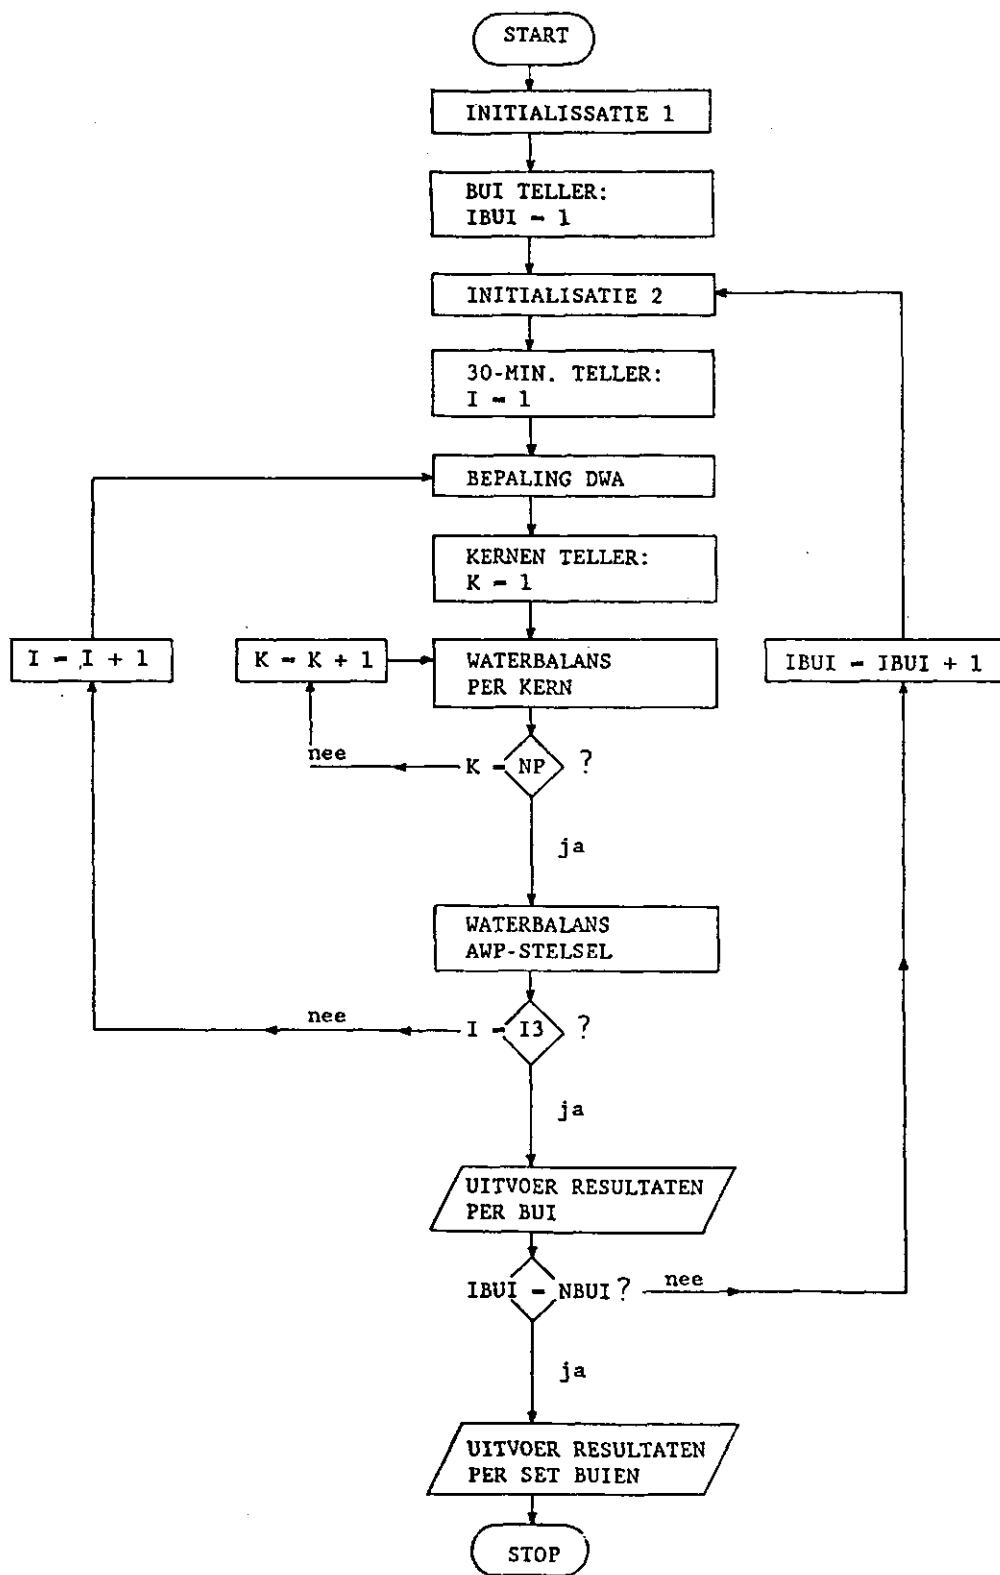 START
INITIALISSATIE 1
BUI TELLER:
IBUI = 1
INITIALISATIE 2
30-MIN. TELLER:
I = 1
BEPALING DWA
KERNEN TELLER:
K = 1
I = I + 1
K = K + 1
WATERBALANS
PER KERN
IBUI = IBUI + 1
nee
K = NP ?
ja
WATERBALANS
AWP-STELSEL
nee
I = I3 ?
ja
UITVOER RESULTATEN
PER BUI
IBUI = NBUI ?
nee
ja
UITVOER RESULTATEN
PER SET BUIEN
STOP